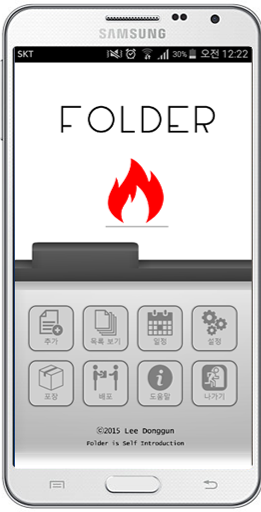 SAMSUNG
SKT 30% 오전 12:22
FOLDER
추가 목록 보기 일정 설정
포장 배포 도움말 나가기
©2015 Lee Donggun
Folder is Self Introduction